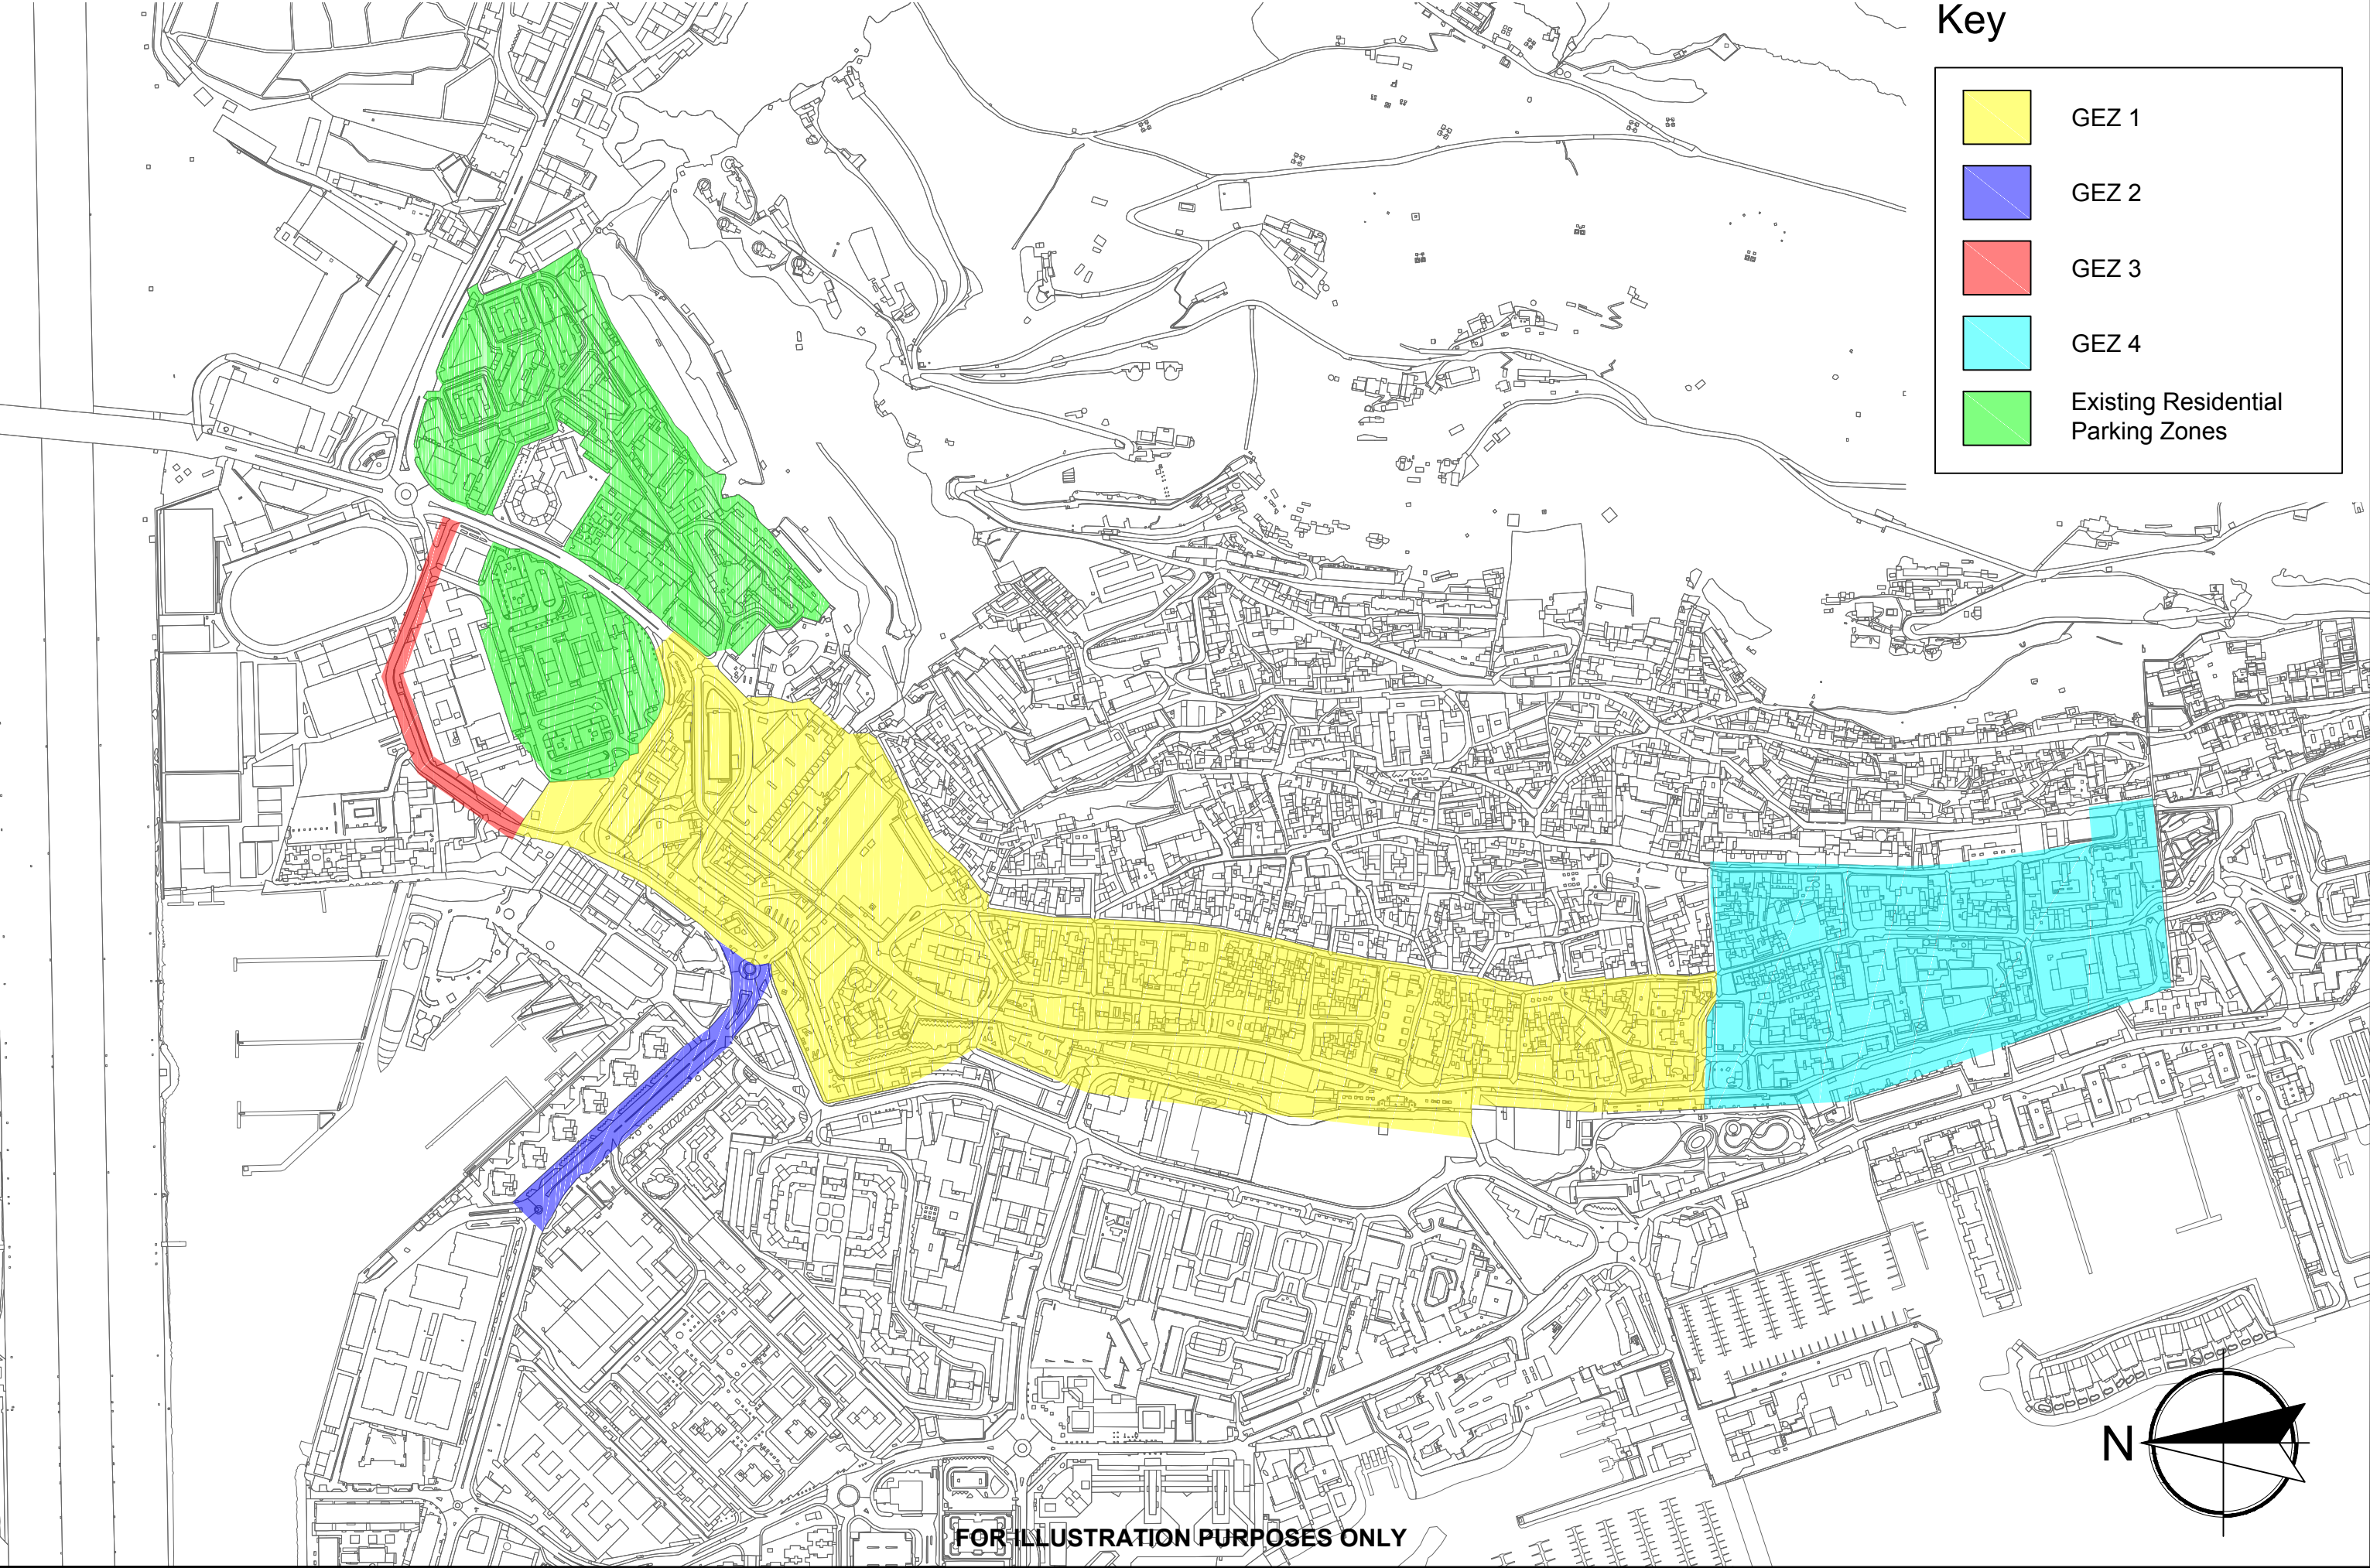 Key
GEZ 1
GEZ 2
GEZ 3
GEZ 4
Existing Residential
Parking Zones
N
FOR ILLUSTRATION PURPOSES ONLY